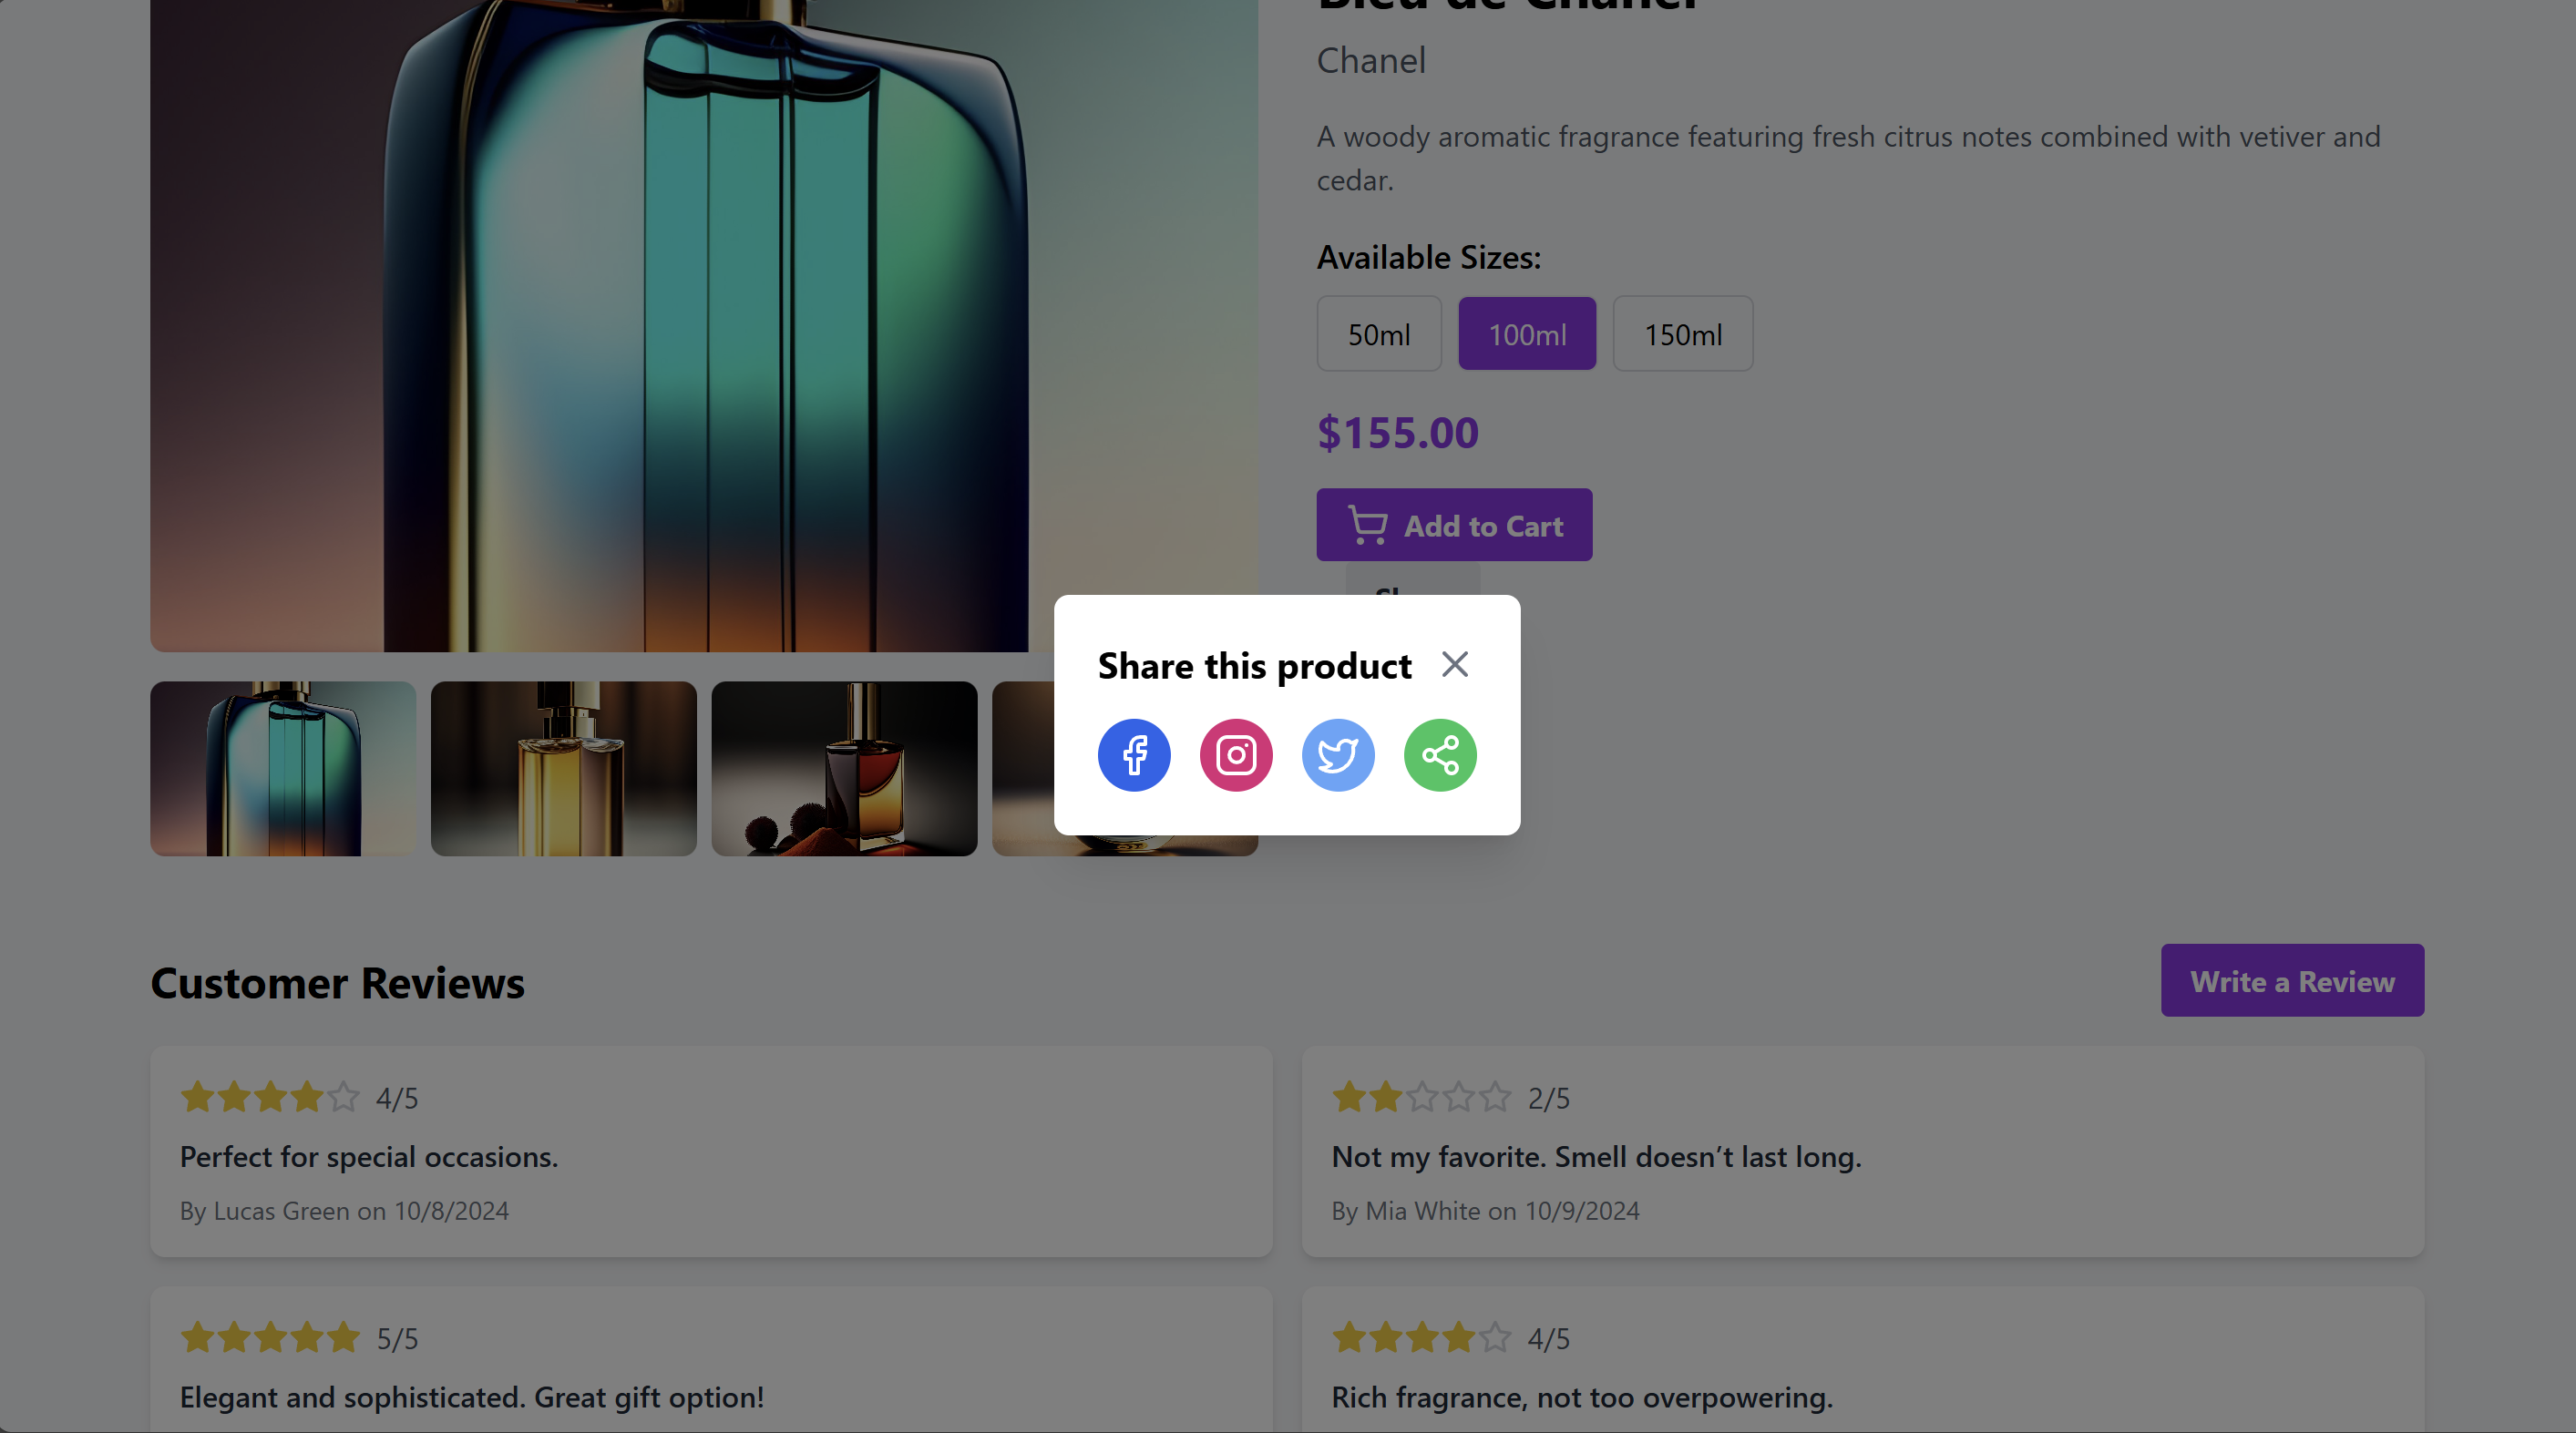 Bleu de Chanel
Chanel
A woody aromatic fragrance featuring fresh citrus notes combined with vetiver and
cedar.
Available Sizes:
50ml 100ml 150ml
$155.00
Add to Cart
Share this product
Customer Reviews
Write a Review
4/5
Perfect for special occasions.
By Lucas Green on 10/8/2024
2/5
Not my favorite. Smell doesn’t last long.
By Mia White on 10/9/2024
5/5
Elegant and sophisticated. Great gift option!
4/5
Rich fragrance, not too overpowering.